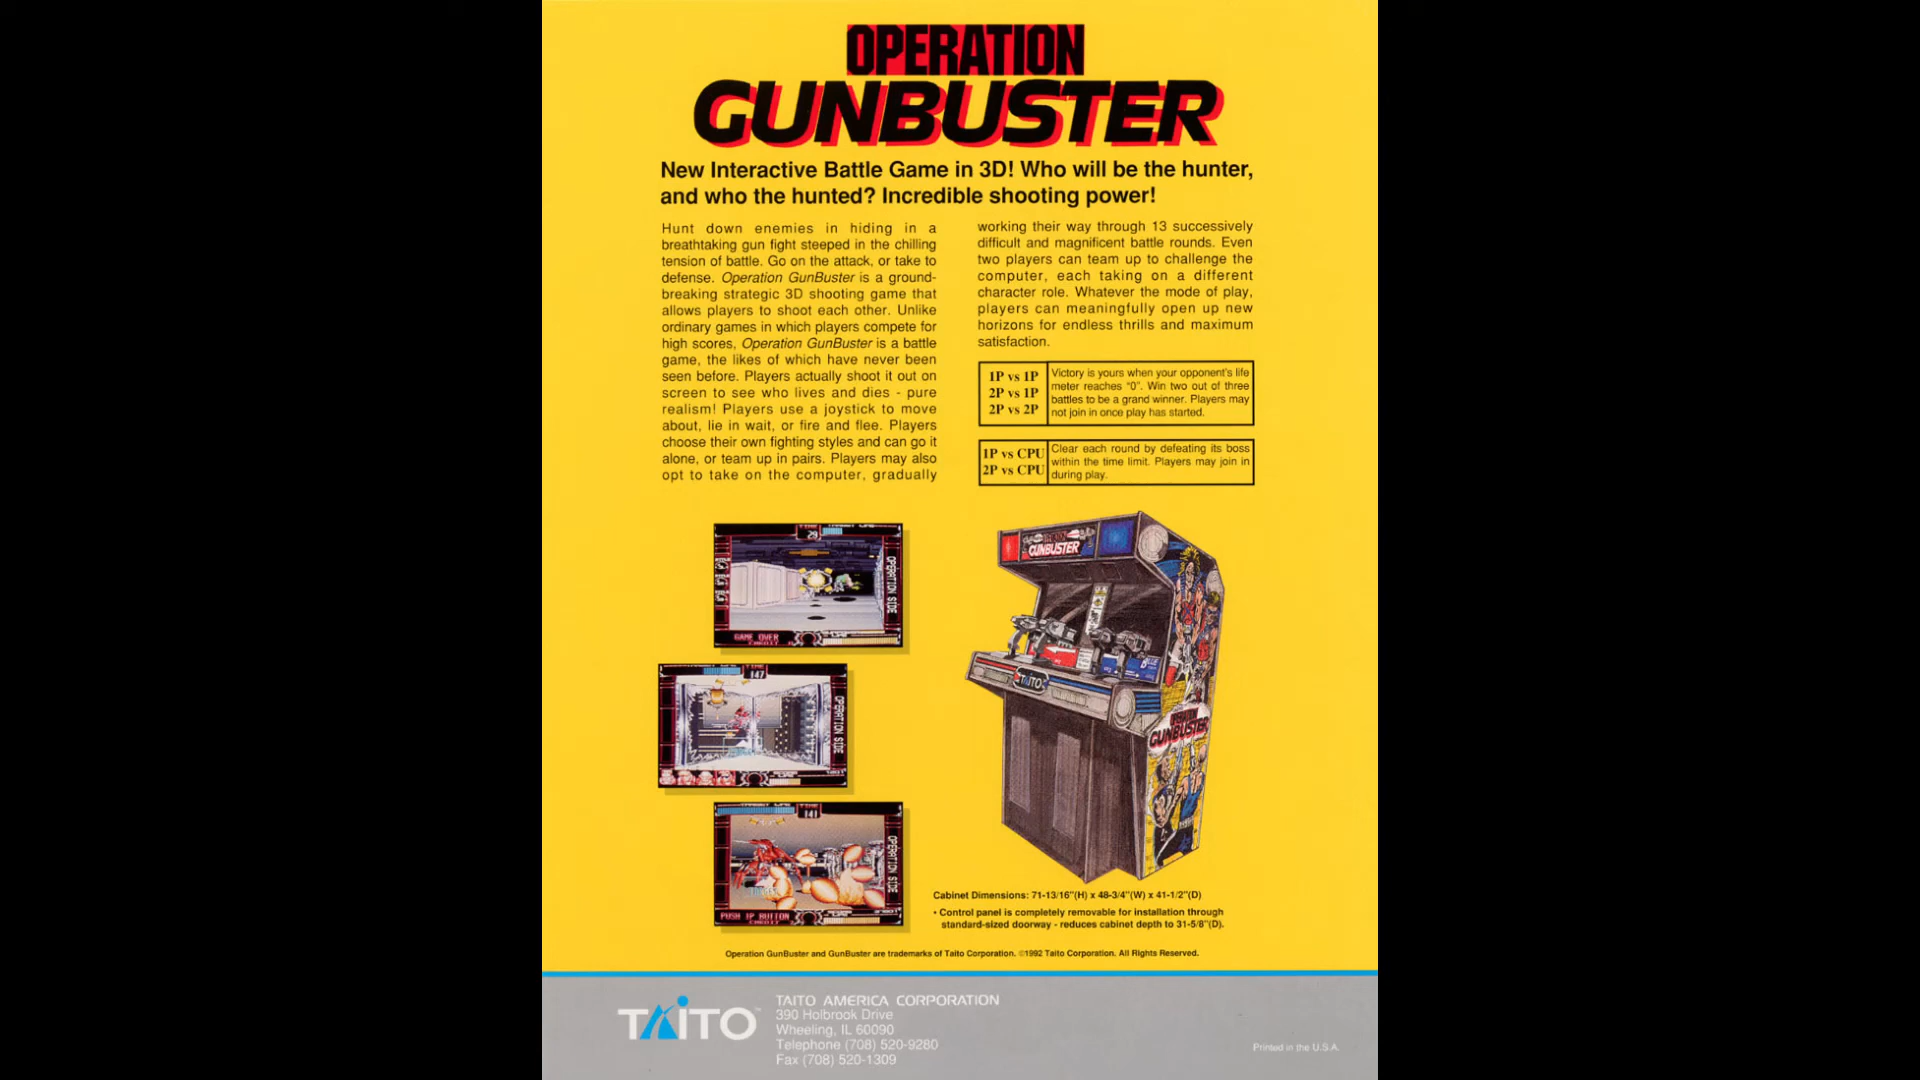 OPERATION
GUNBUSTER
New Interactive Battle Game in 3D! Who will be the hunter,
and who the hunted? Incredible shooting power!
Hunt down enemies in hiding in a
breathtaking gun fight steeped in the chilling
tension of battle. Go on the attack, or take to
defense. Operation GunBuster is a ground-
breaking strategic 3D shooting game that
allows players to shoot each other. Unlike
ordinary games in which players compete for
high scores, Operation GunBuster is a battle
game, the likes of which have never been
seen before. Players actually shoot it out on
screen to see who lives and dies - pure
realism! Players use a joystick to move
about, lie in wait, or fire and flee. Players
choose their own fighting styles and can go it
alone, or team up in pairs. Players may also
opt to take on the computer, gradually
working their way through 13 successively
difficult and magnificent battle rounds. Even
two players can team up to challenge the
computer, each taking on a different
character role. Whatever the mode of play,
players can meaningfully open up new
horizons for endless thrills and maximum
satisfaction.
1P vs 1P
2P vs 1P
2P vs 2P
Victory is yours when your opponent's life
meter reaches "0". Win two out of three
battles to be a grand winner. Players may
not join in once play has started.
1P vs CPU
2P vs CPU
Clear each round by defeating its boss
within the time limit. Players may join in
during play.
TIME
29
OPERATION SIDE
GAME OVER
CREDIT
TIME
147
OPERATION SIDE
TIME
141
OPERATION SIDE
PUSH 1P BUTTON
CREDIT
GUNBUSTER
BLUE
TAITO
OPERATION
GUNBUSTER
Cabinet Dimensions: 71-13/16"(H) x 48-3/4"(W) x 41-1/2"(D)
• Control panel is completely removable for installation through
standard-sized doorway - reduces cabinet depth to 31-5/8"(D).
Operation GunBuster and GunBuster are trademarks of Taito Corporation. ©1992 Taito Corporation. All Rights Reserved.
TAITO
TAITO AMERICA CORPORATION
390 Holbrook Drive
Wheeling, IL 60090
Telephone (708) 520-9280
Fax (708) 520-1309
Printed in the U.S.A.